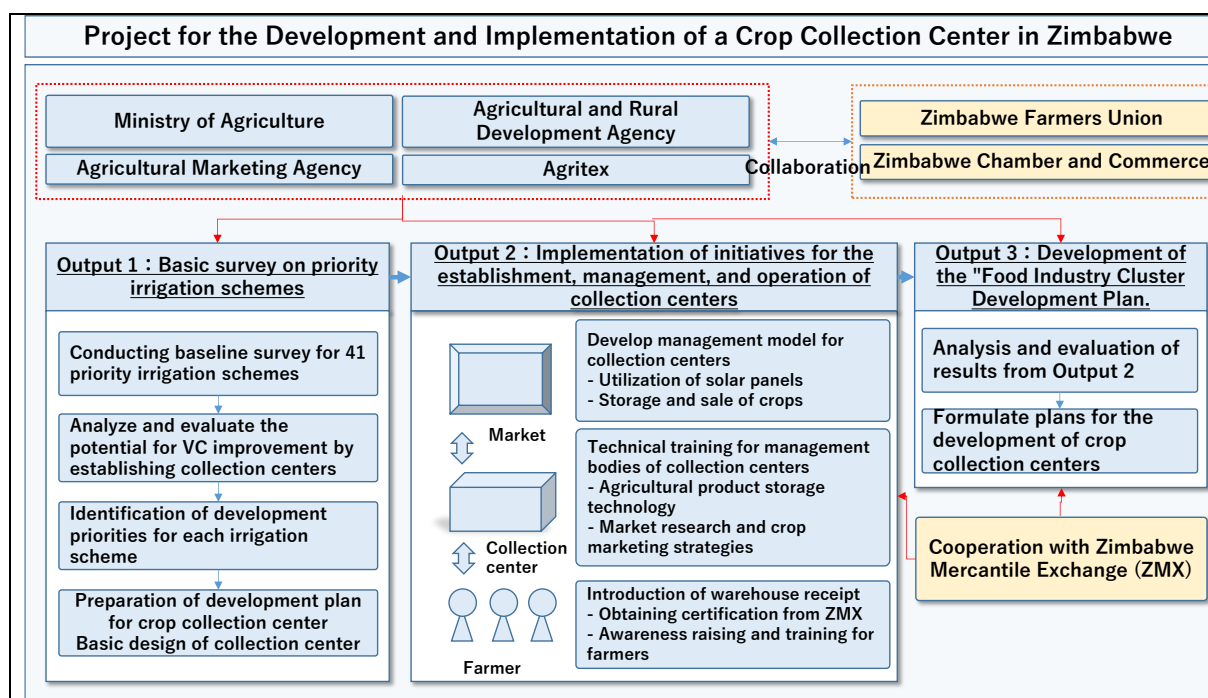 Project for the Development and Implementation of a Crop Collection Center in Zimbabwe
Ministry of Agriculture
Agricultural and Rural
Development Agency
Agricultural Marketing Agency
Agritex
Collaboration
Zimbabwe Farmers Union
Zimbabwe Chamber and Commerce
Output 1：Basic survey on priority
irrigation schemes
Conducting baseline survey for 41
priority irrigation schemes
Analyze and evaluate the
potential for VC improvement by
establishing collection centers
Identification of development
priorities for each irrigation
scheme
Preparation of development plan
for crop collection center
Basic design of collection center
Output 2：Implementation of initiatives for the
establishment, management, and operation of
collection centers
Market
Collection
center
Farmer
Develop management model for
collection centers
- Utilization of solar panels
- Storage and sale of crops
Technical training for management
bodies of collection centers
- Agricultural product storage
technology
- Market research and crop
marketing strategies
Introduction of warehouse receipt
- Obtaining certification from ZMX
- Awareness raising and training for
farmers
Output 3：Development of
the "Food Industry Cluster
Development Plan.
Analysis and evaluation of
results from Output 2
Formulate plans for the
development of crop
collection centers
Cooperation with Zimbabwe
Mercantile Exchange (ZMX)